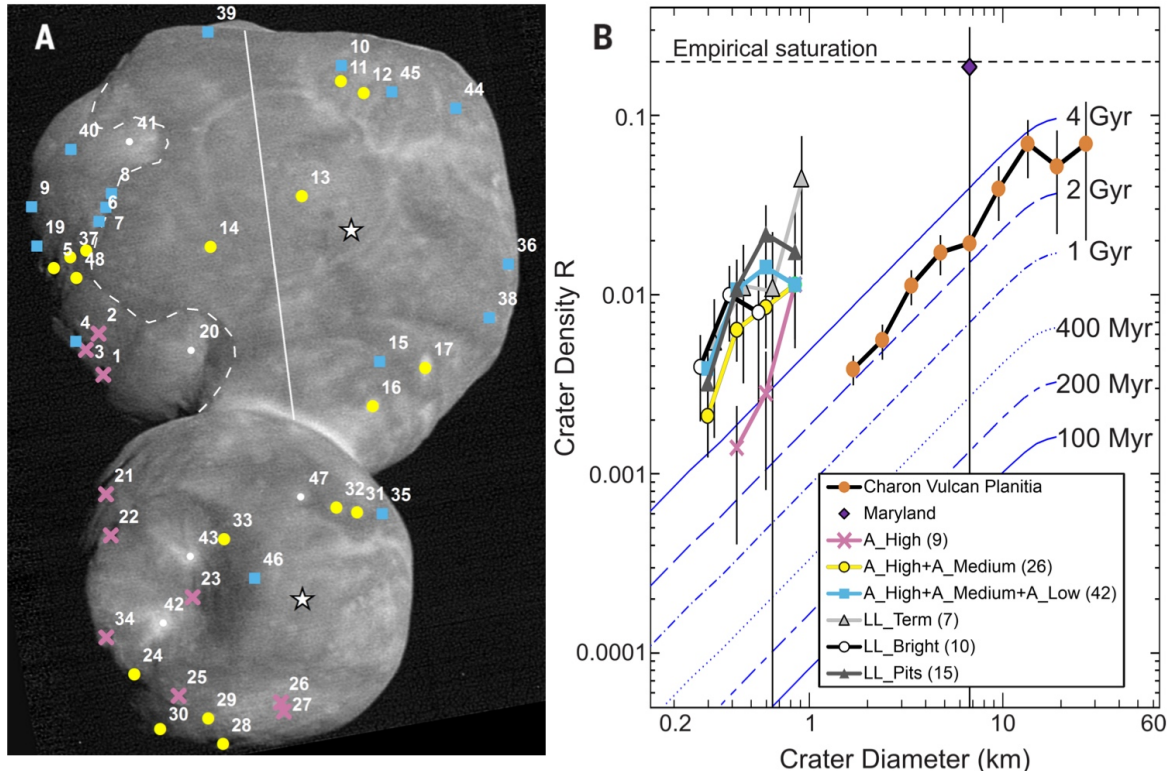 A
39
10
11
12
45
44
41
40
8
9
6
7
13
19
37
5
48
14
36
38
4
2
3
1
20
15
17
16
21
22
47
32
31
35
33
43
46
23
42
34
24
25
26
27
30
29
28
B
Empirical saturation
Crater Density R
0.1
0.01
0.001
0.0001
4 Gyr
2 Gyr
1 Gyr
400 Myr
200 Myr
100 Myr
Charon Vulcan Planitia
Maryland
A_High (9)
A_High+A_Medium (26)
A_High+A_Medium+A_Low (42)
LL_Term (7)
LL_Bright (10)
LL_Pits (15)
0.2
1
10
60
Crater Diameter (km)